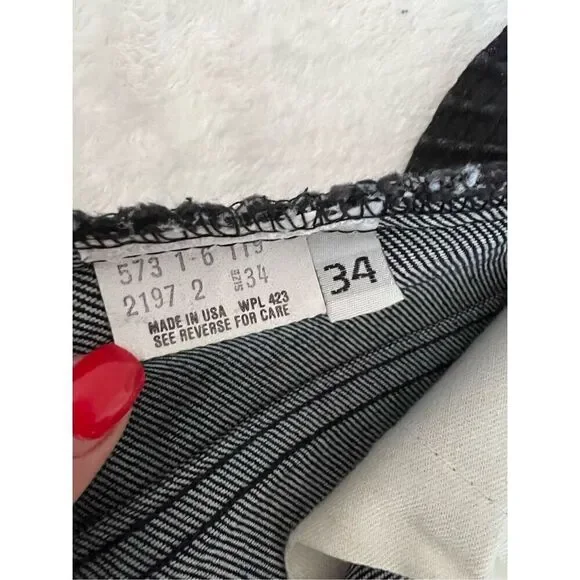 573 1-6 119
2197 2 SIZE 34
MADE IN USA WPL 423
SEE REVERSE FOR CARE
34